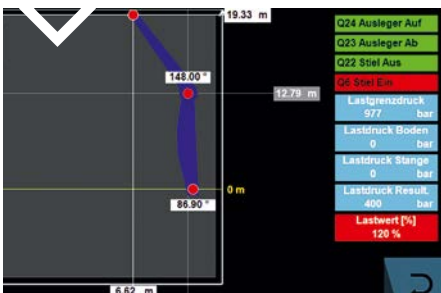 19.33 m
Q24 Ausleger Auf
Q23 Ausleger Ab
Q22 Stiel Aus
Q6 Stiel Ein
148.00 °
12.79 m
Lastgrenzdruck
977 bar
Lastdruck Boden
0 bar
Lastdruck Stange
0 bar
0 m
Lastdruck Result.
400 bar
86.90 °
Lastwert [%]
120 %
6.62 m